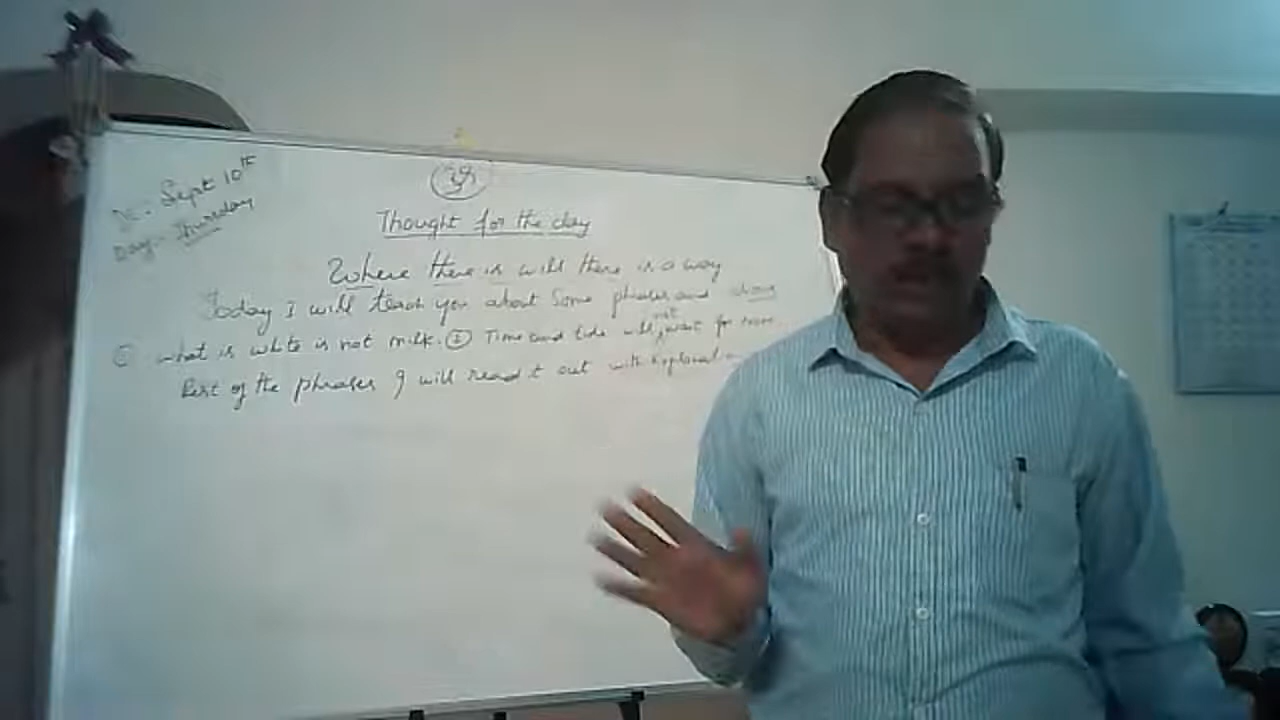 Dt:- Sept 10th
Day:- Thursday
Thought for the day
Where there is will there is a way
Today I will teach you about Some phrases and
what is white is not milk. ② Time and tide will not wait for
Rest of the phrases I will read it out with